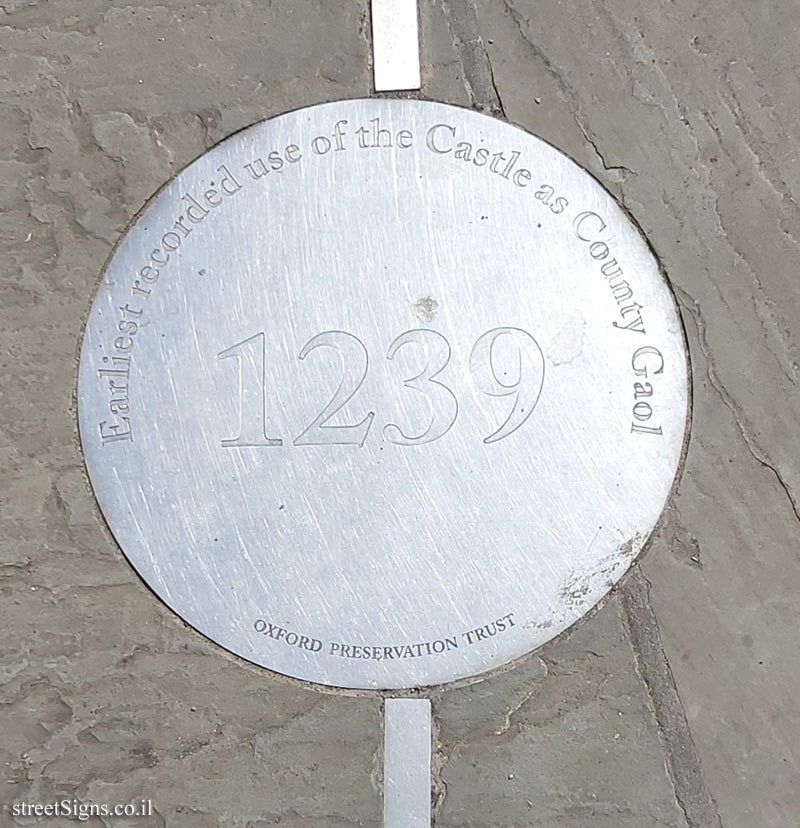 Earliest recorded use of the Castle as County Gaol
1239
OXFORD PRESERVATION TRUST
streetSigns.co.il